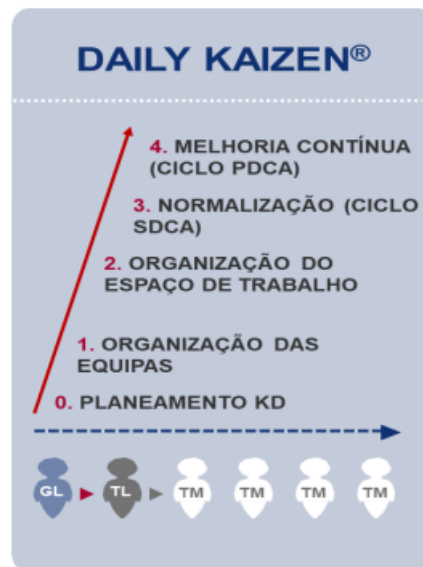 DAILY KAIZEN®
4. MELHORIA CONTÍNUA
(CICLO PDCA)
3. NORMALIZAÇÃO (CICLO
SDCA)
2. ORGANIZAÇÃO DO
ESPAÇO DE TRABALHO
1. ORGANIZAÇÃO DAS
EQUIPAS
0. PLANEAMENTO KD
GL TL TM TM TM TM